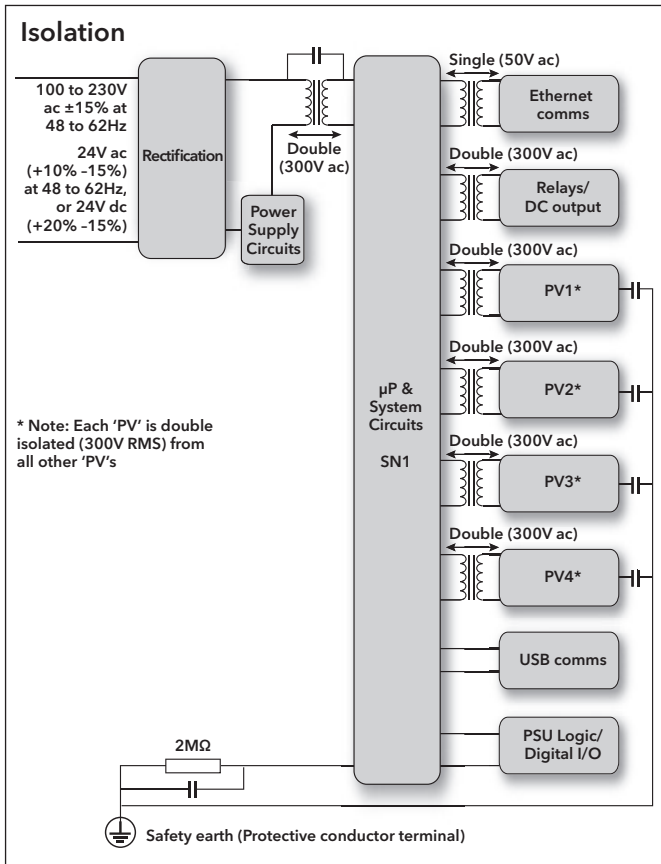 Isolation
100 to 230V
ac ±15% at
48 to 62Hz
24V ac
(+10% -15%)
at 48 to 62Hz,
or 24V dc
(+20% -15%)
Rectification
Double
(300V ac)
Power
Supply
Circuits
* Note: Each ‘PV’ is double
isolated (300V RMS) from
all other ‘PV’s
µP &
System
Circuits
SN1
Single (50V ac)
Ethernet
comms
Double (300V ac)
Relays/
DC output
Double (300V ac)
PV1*
Double (300V ac)
PV2*
Double (300V ac)
PV3*
Double (300V ac)
PV4*
USB comms
PSU Logic/
Digital I/O
2MΩ
Safety earth (Protective conductor terminal)